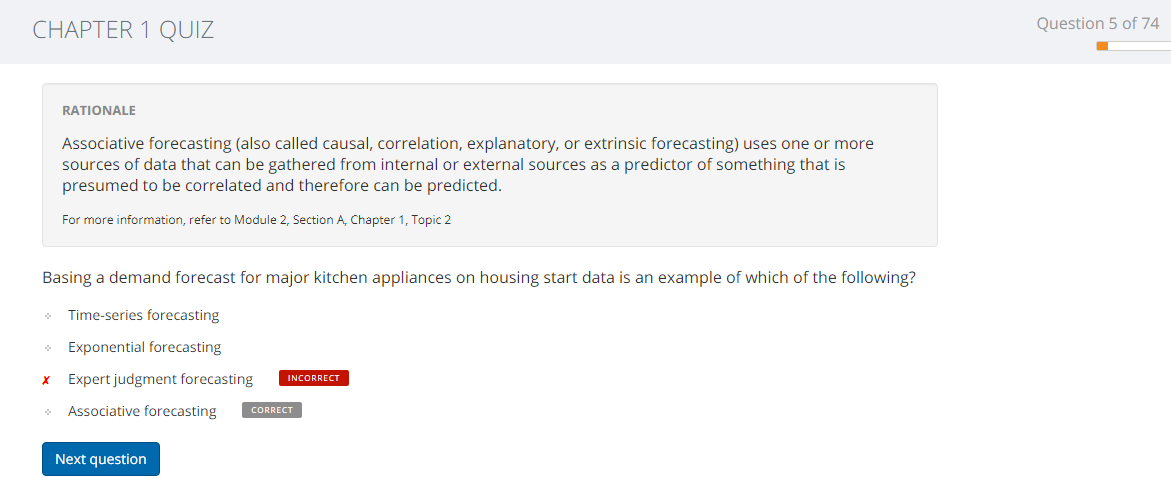 CHAPTER 1 QUIZ
Question 5 of 74
RATIONALE
Associative forecasting (also called causal, correlation, explanatory, or extrinsic forecasting) uses one or more
sources of data that can be gathered from internal or external sources as a predictor of something that is
presumed to be correlated and therefore can be predicted.
For more information, refer to Module 2, Section A, Chapter 1, Topic 2
Basing a demand forecast for major kitchen appliances on housing start data is an example of which of the following?
Time-series forecasting
Exponential forecasting
✗ Expert judgment forecasting INCORRECT
Associative forecasting CORRECT
Next question